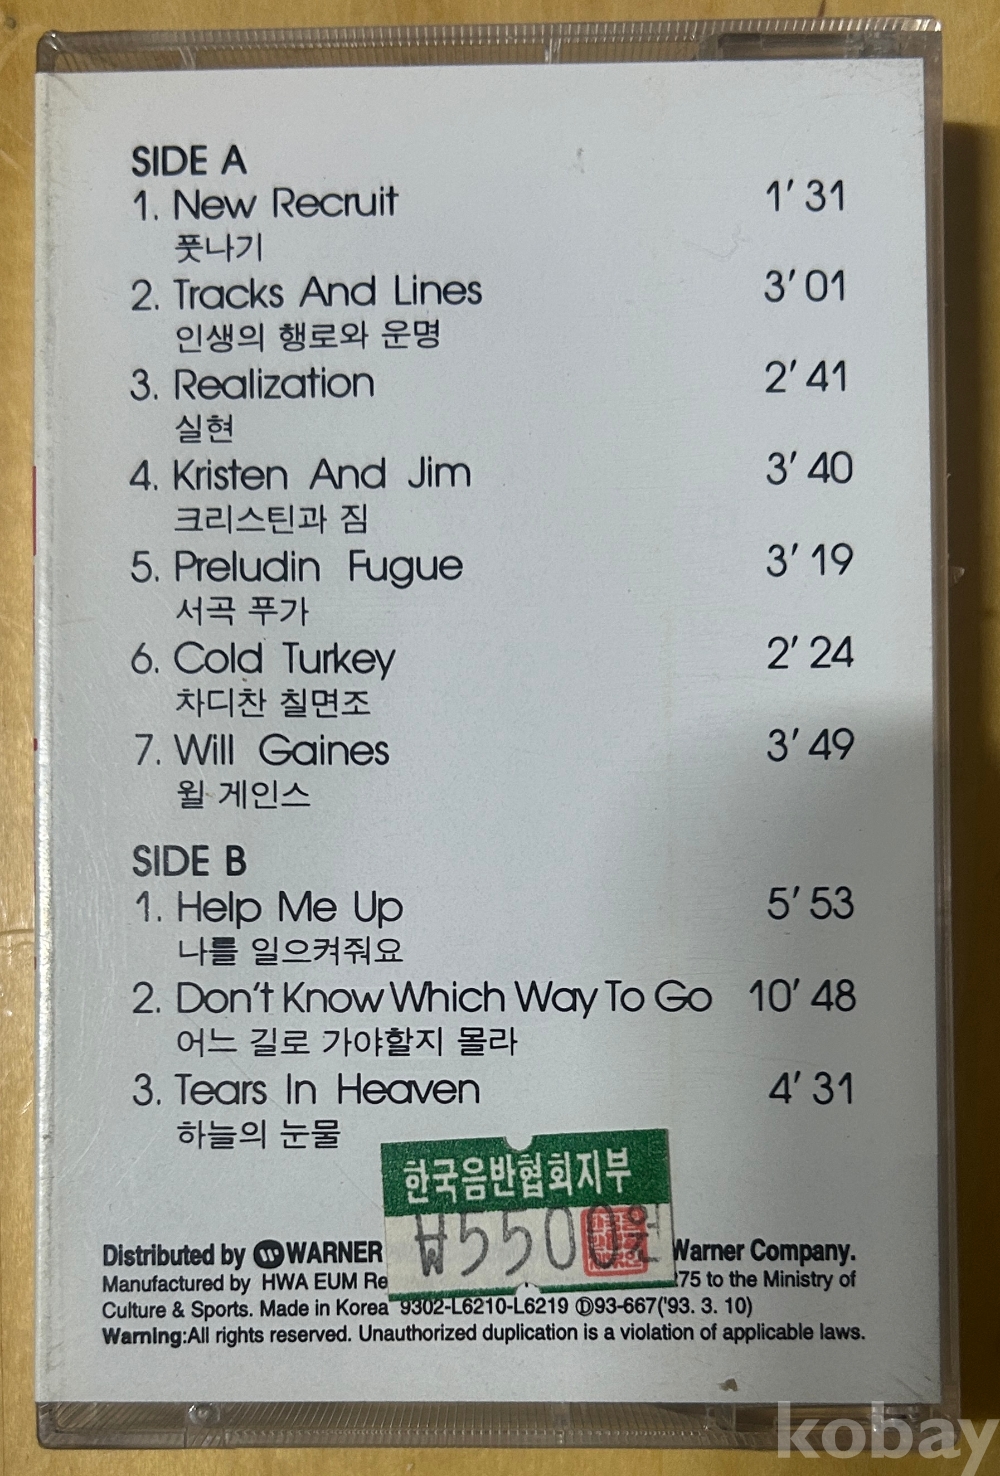 SIDE A
1. New Recruit 1' 31
풋나기
2. Tracks And Lines 3' 01
인생의 행로와 운명
3. Realization 2' 41
실현
4. Kristen And Jim 3' 40
크리스틴과 짐
5. Preludin Fugue 3' 19
서곡 푸가
6. Cold Turkey 2' 24
차디찬 칠면조
7. Will Gaines 3' 49
윌 게인스
SIDE B
1. Help Me Up 5' 53
나를 일으켜줘요
2. Don't Know Which Way To Go 10' 48
어느 길로 가야할지 몰라
3. Tears In Heaven 4' 31
하늘의 눈물
한국음반협회지부
₩5500원
Distributed by WARNER Warner Company.
Manufactured by HWA EUM Re 75 to the Ministry of
Culture & Sports. Made in Korea 9302-L6210-L6219 Ⓓ93-667('93. 3. 10)
Warning:All rights reserved. Unauthorized duplication is a violation of applicable laws.
kobay